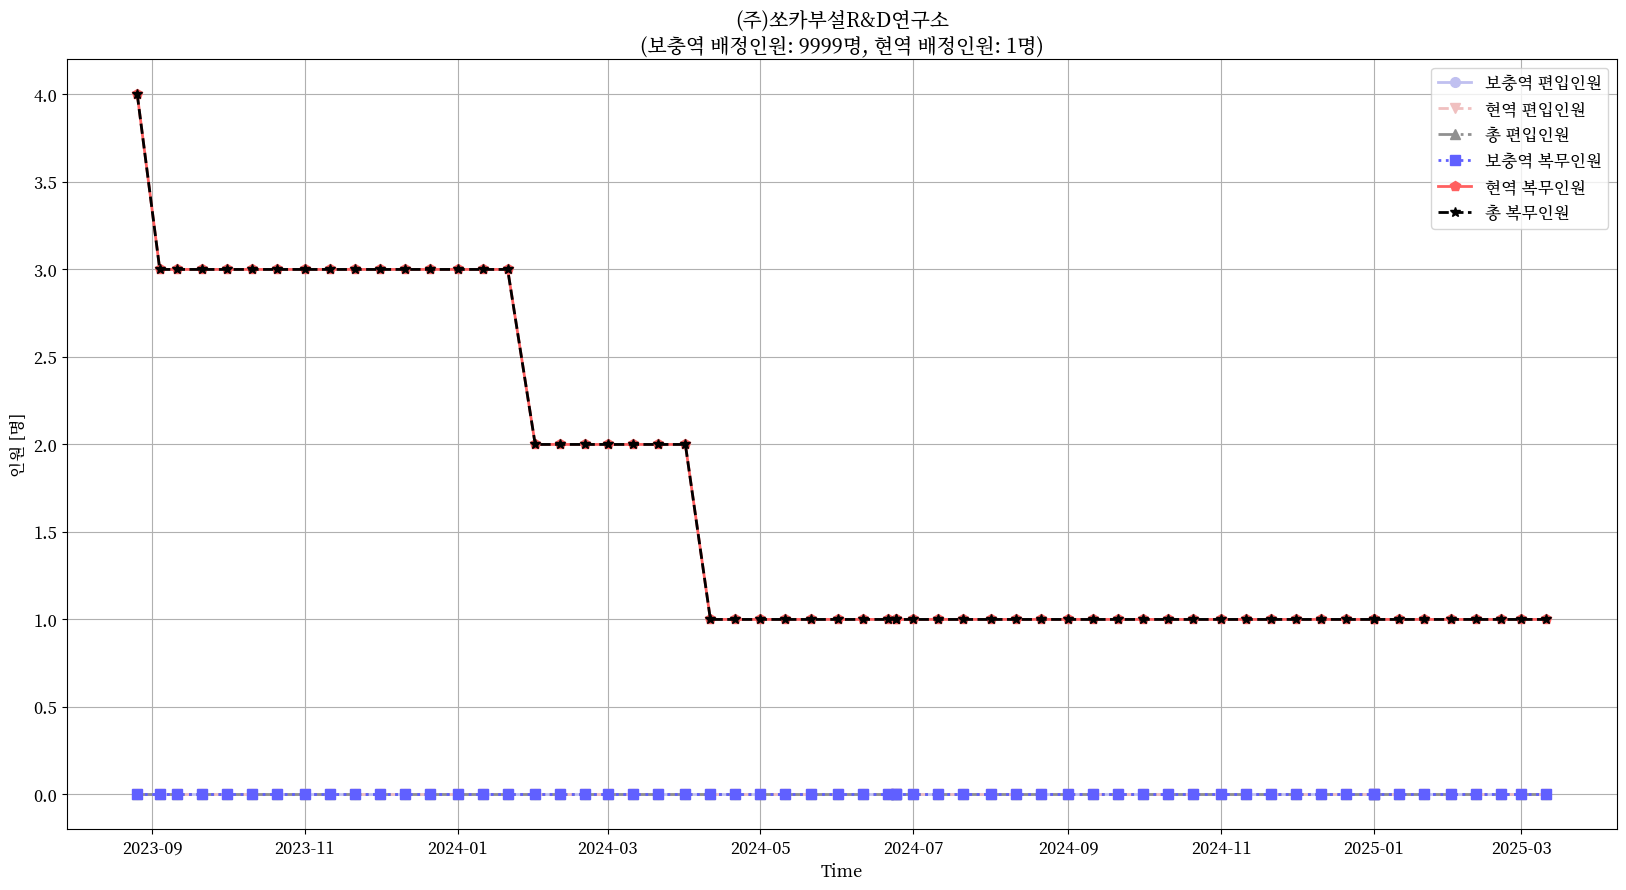 (주)쏘카부설R&D연구소
(보충역 배정인원: 9999명, 현역 배정인원: 1명)
보충역 편입인원
현역 편입인원
총 편입인원
보충역 복무인원
현역 복무인원
총 복무인원
인원 [명]
4.0
3.5
3.0
2.5
2.0
1.5
1.0
0.5
0.0
2023-09 2023-11 2024-01 2024-03 2024-05 2024-07 2024-09 2024-11 2025-01 2025-03
Time